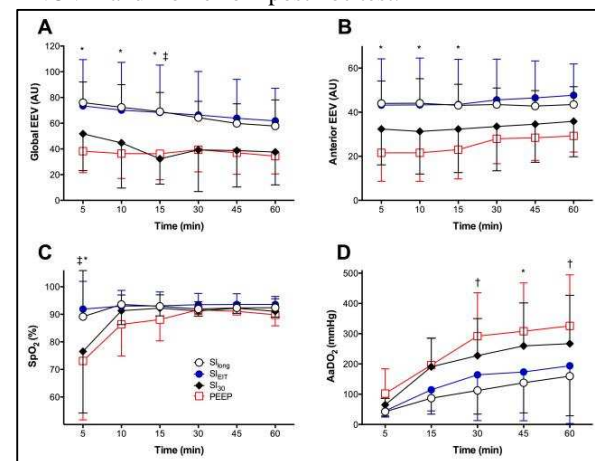 A
Global EEV (AU)
120
100
80
60
40
20
0
* * * ‡
5 10 15 30 45 60
Time (min)
B
Anterior EEV (AU)
80
60
40
20
0
* * *
5 10 15 30 45 60
Time (min)
C
SpO2 (%)
100
90
80
70
60
‡*
SIlong
SIEIT
SI30
PEEP
5 10 15 30 45 60
Time (min)
D
AaDO2 (mmHg)
500
400
300
200
100
0
† * †
5 15 30 45 60
Time (min)